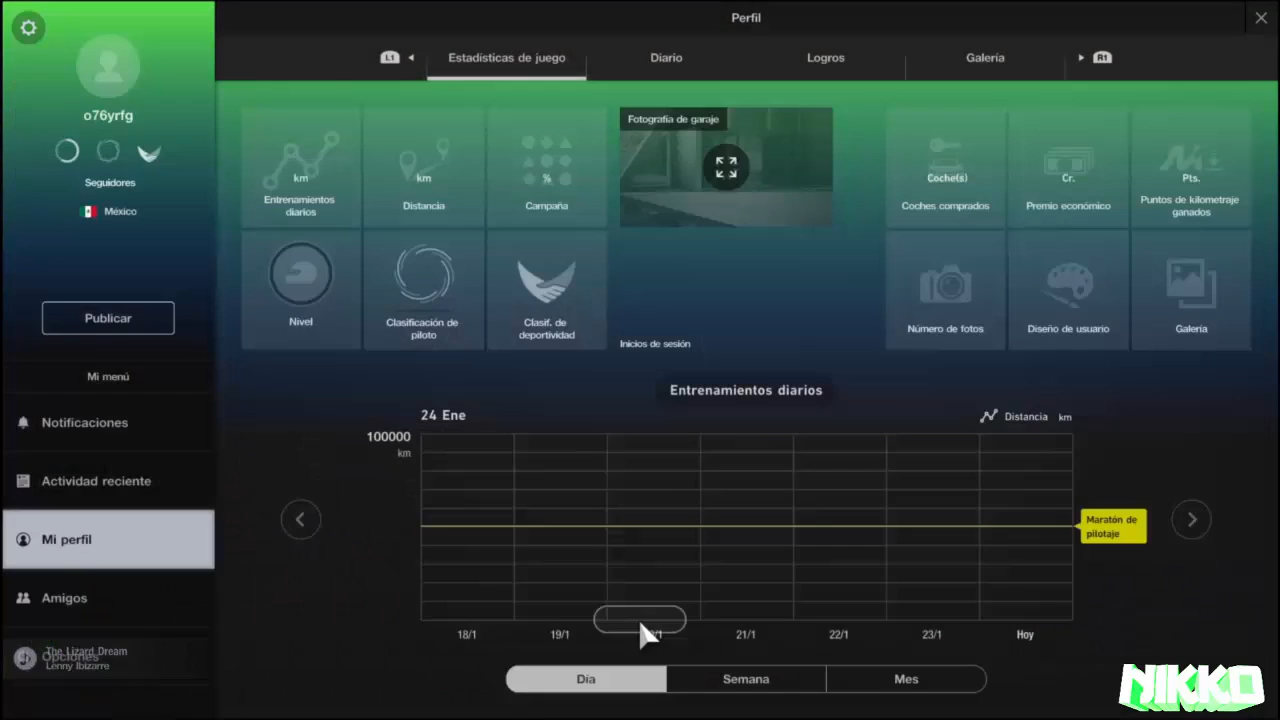 Perfil
L1
Estadísticas de juego
Diario
Logros
Galería
R1
o76yrfg
Seguidores
México
Publicar
Mi menú
Notificaciones
Actividad reciente
Mi perfil
Amigos
Opciones
The Lizard Dream
Lenny Ibizarre
km
Entrenamientos
diarios
km
Distancia
%
Campaña
Fotografía de garaje
Coche(s)
Coches comprados
Cr.
Premio económico
Pts.
Puntos de kilometraje
ganados
Nivel
Clasificación de
piloto
Clasif. de
deportividad
Inicios de sesión
Número de fotos
Diseño de usuario
Galería
Entrenamientos diarios
24 Ene
Distancia km
100000
km
Maratón de
pilotaje
18/1
19/1
21/1
22/1
23/1
Hoy
Día
Semana
Mes
NIKKO